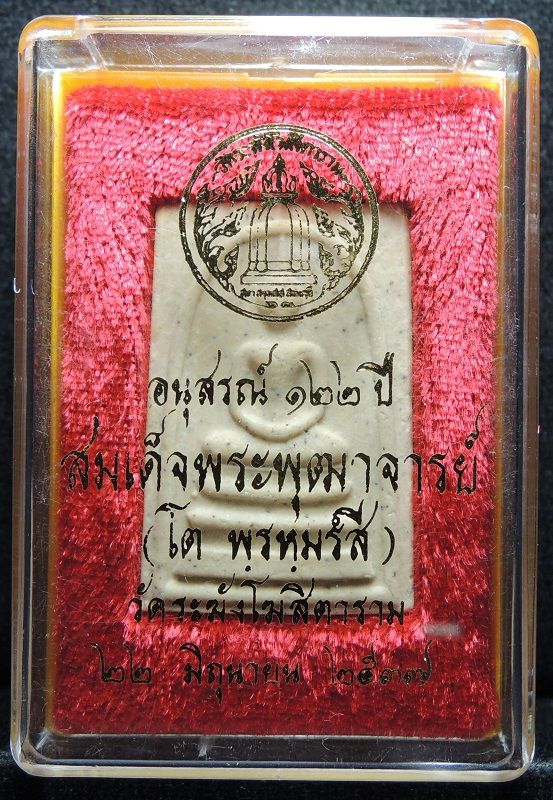 อนุสรณ์ ๑๒๒ ปี
สมเด็จพระพุฒาจารย์
(โต พฺรหฺมรํสี)
วัดระฆังโฆสิตาราม
๒๒ มิถุนายน ๒๕๓๗